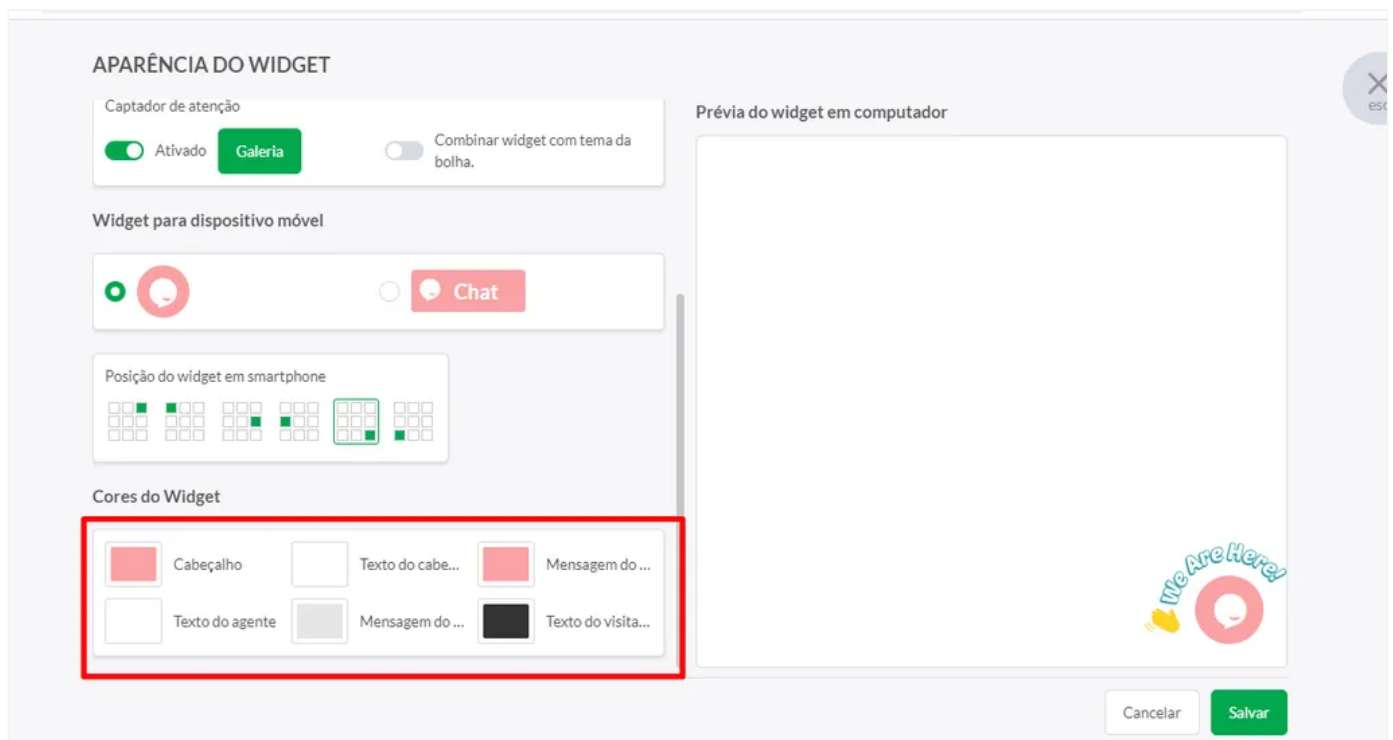 APARÊNCIA DO WIDGET
esc
Captador de atenção
Ativado
Galeria
Combinar widget com tema da
bolha.
Widget para dispositivo móvel
Chat
Posição do widget em smartphone
Cores do Widget
Cabeçalho
Texto do cabe...
Mensagem do ...
Texto do agente
Mensagem do ...
Texto do visita...
Prévia do widget em computador
We Are Here!
Cancelar
Salvar